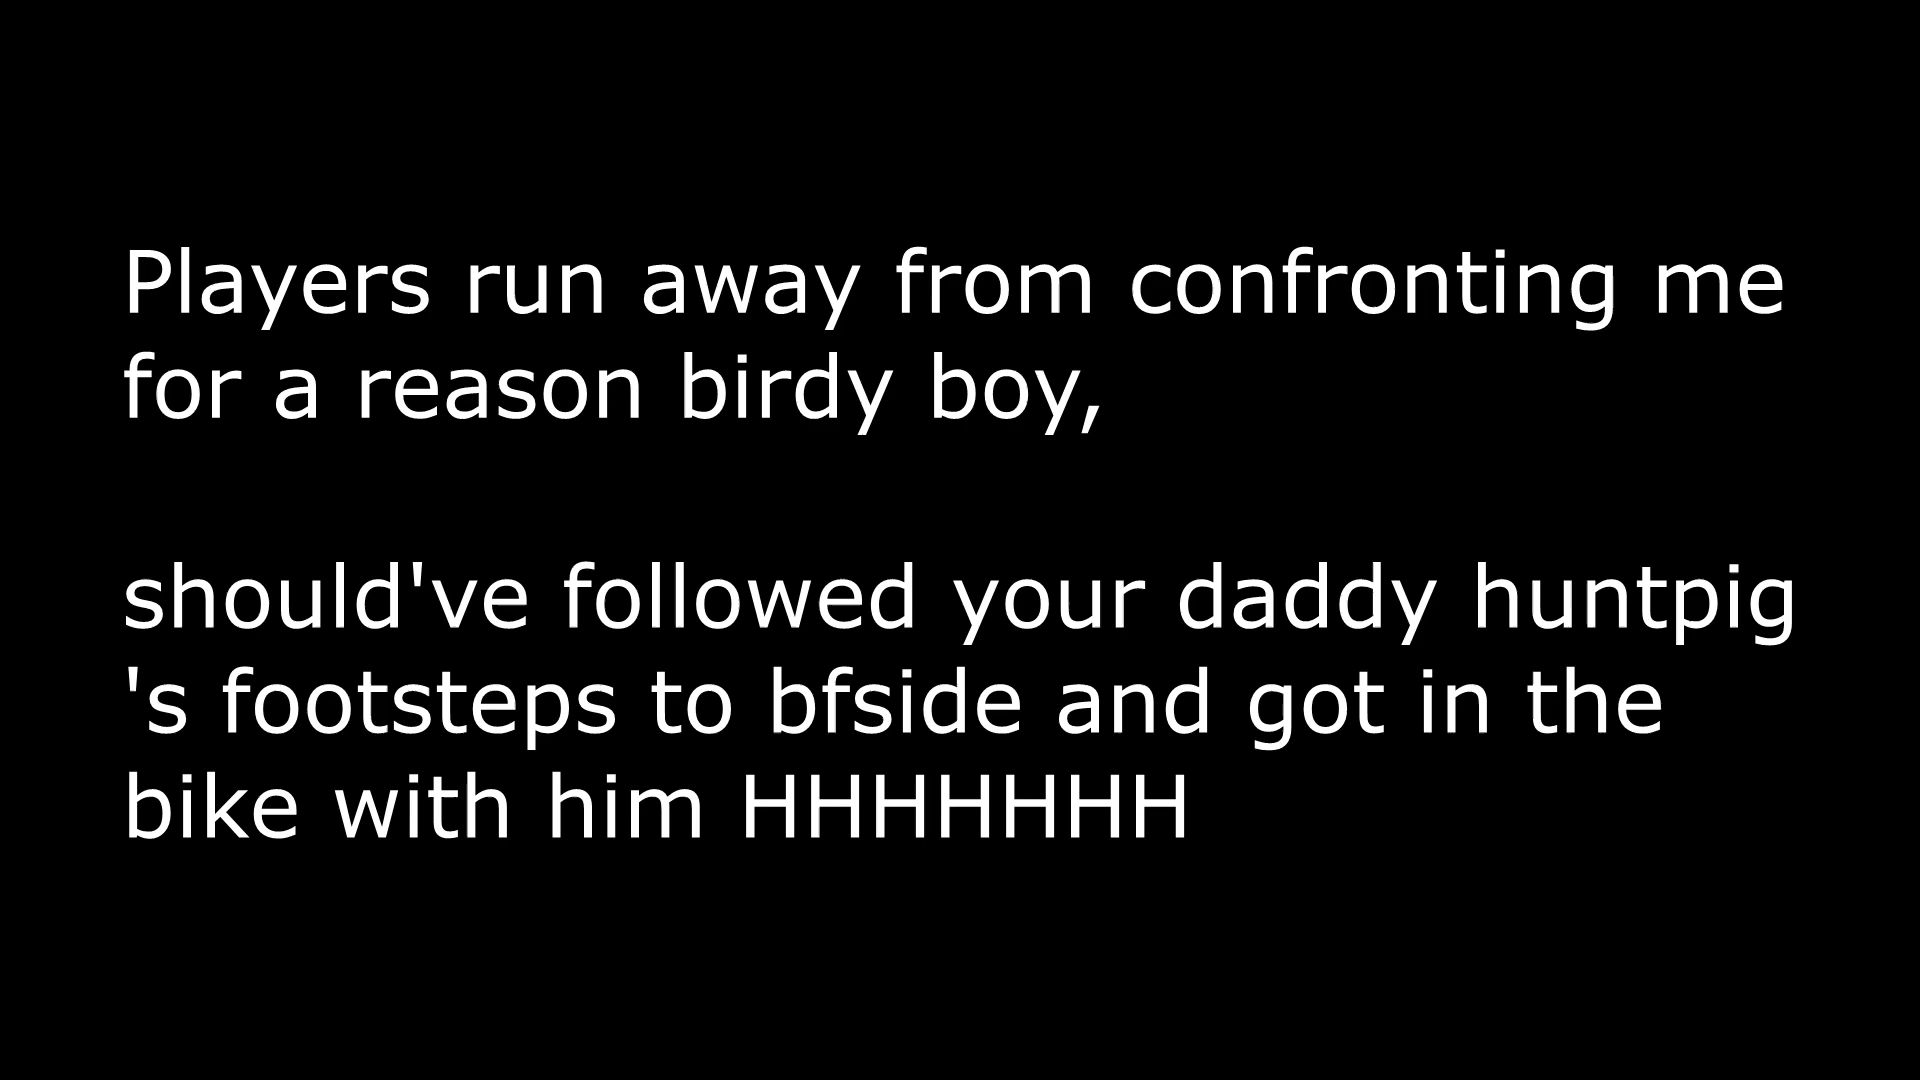 Players run away from confronting me
for a reason birdy boy,
should've followed your daddy huntpig
's footsteps to bfside and got in the
bike with him HHHHHHH